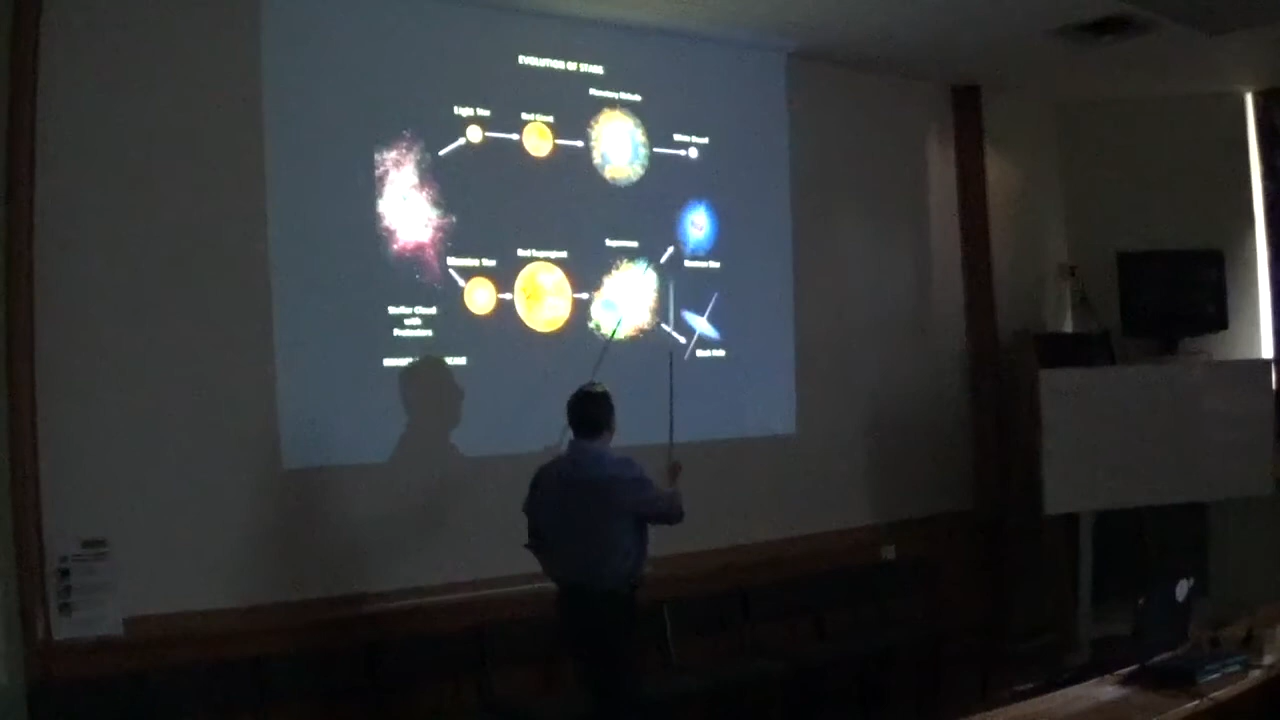 EVOLUTION OF STARS
Planetary Nebula
Light Star
Red Giant
White Dwarf
Supernova
Red Supergiant
Massive Star
Neutron Star
Stellar Cloud
with
Protostars
Black Hole